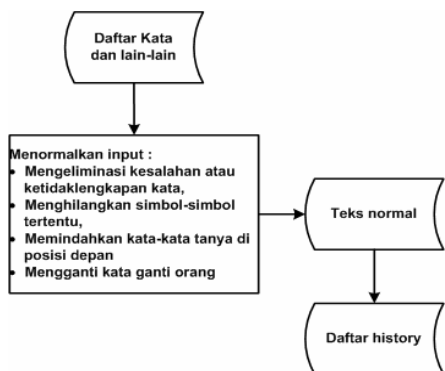 Daftar Kata
dan lain-lain
Menormalkan input :
• Mengeliminasi kesalahan atau
ketidaklengkapan kata,
• Menghilangkan simbol-simbol
tertentu,
• Memindahkan kata-kata tanya di
posisi depan
• Mengganti kata ganti orang
Teks normal
Daftar history